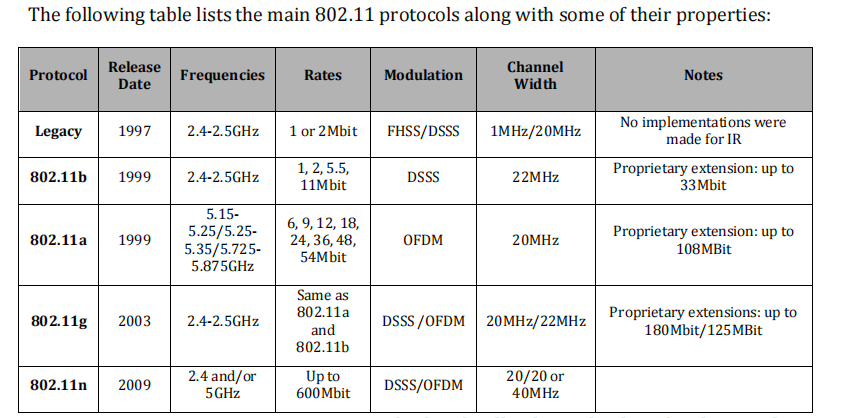 The following table lists the main 802.11 protocols along with some of their properties:
Protocol
Release
Date
Frequencies
Rates
Modulation
Channel
Width
Notes
Legacy
1997
2.4-2.5GHz
1 or 2Mbit
FHSS/DSSS
1MHz/20MHz
No implementations were
made for IR
802.11b
1999
2.4-2.5GHz
1, 2, 5.5,
11Mbit
DSSS
22MHz
Proprietary extension: up to
33Mbit
802.11a
1999
5.15-
5.25/5.25-
5.35/5.725-
5.875GHz
6, 9, 12, 18,
24, 36, 48,
54Mbit
OFDM
20MHz
Proprietary extension: up to
108MBit
802.11g
2003
2.4-2.5GHz
Same as
802.11a
and
802.11b
DSSS/OFDM
20MHz/22MHz
Proprietary extensions: up to
180Mbit/125MBit
802.11n
2009
2.4 and/or
5GHz
Up to
600Mbit
DSSS/OFDM
20/20 or
40MHz